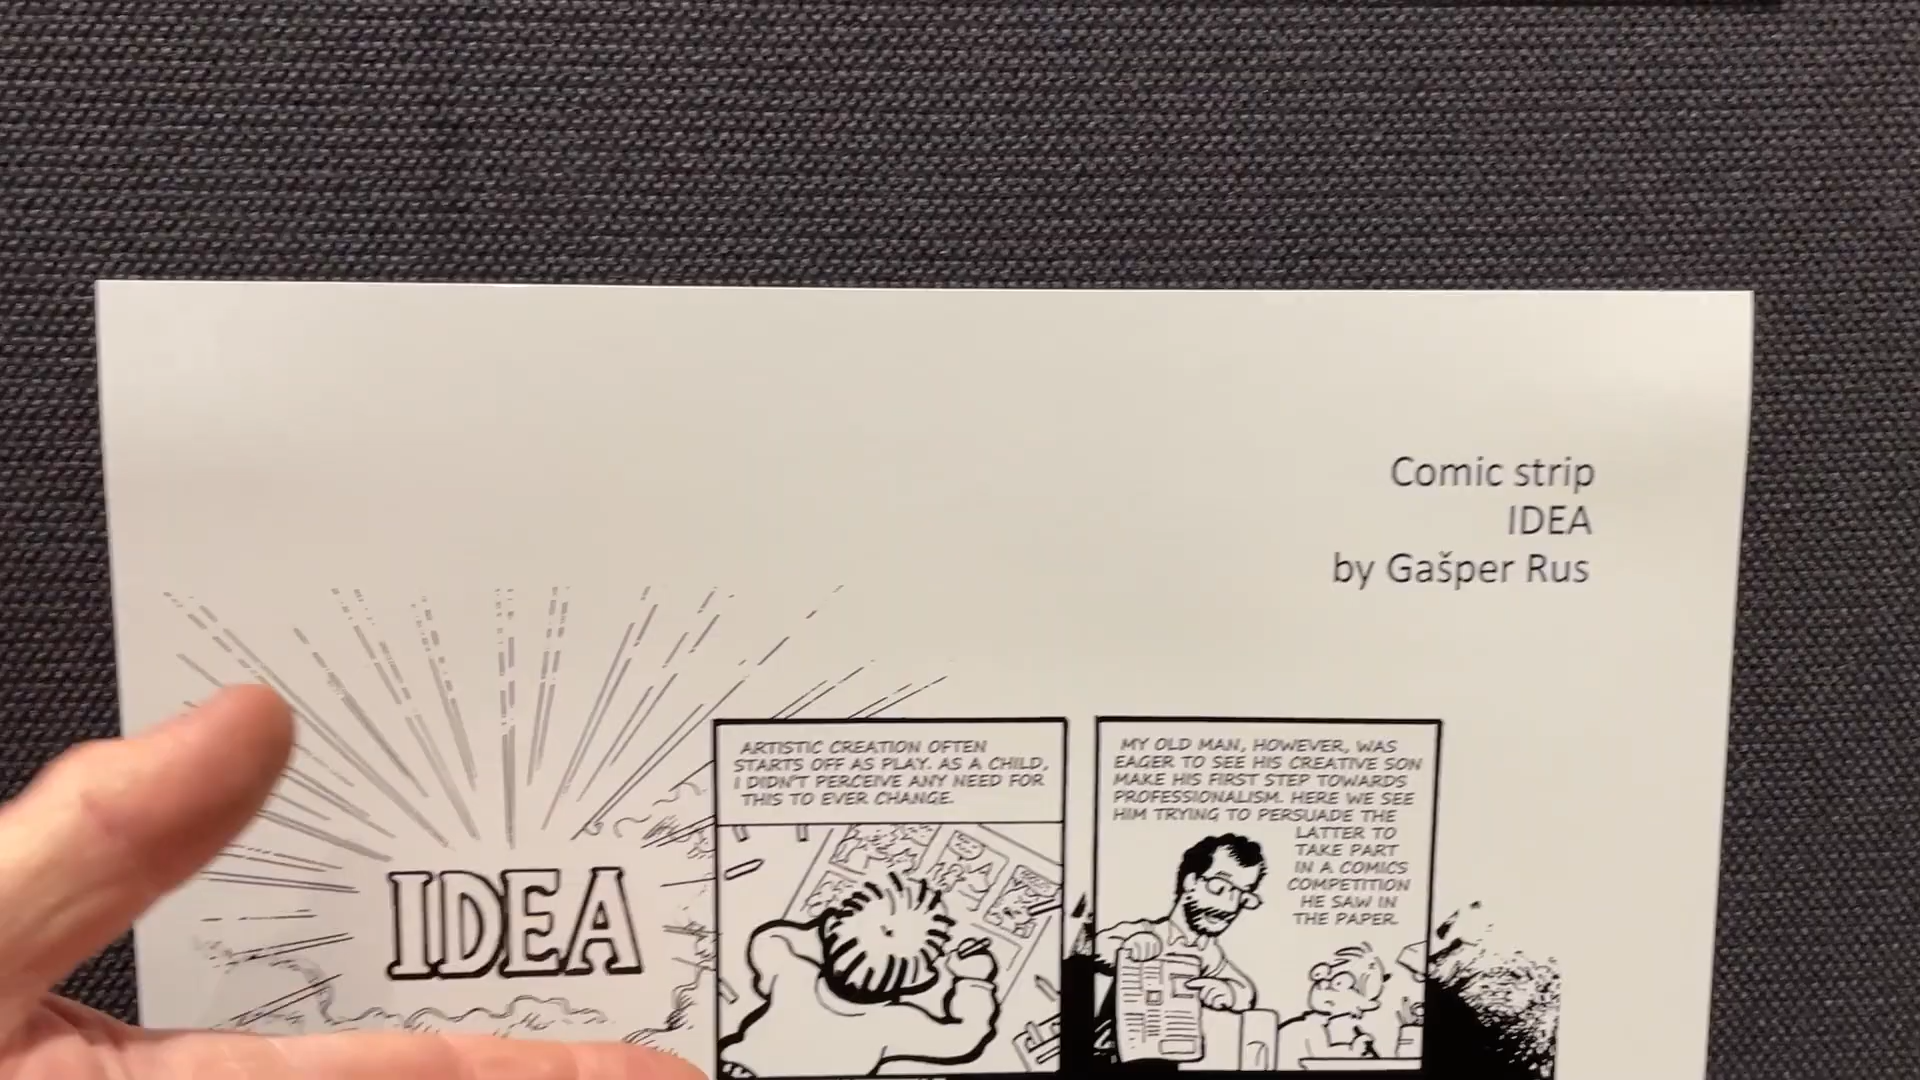 Comic strip
IDEA
by Gašper Rus
IDEA
ARTISTIC CREATION OFTEN
STARTS OFF AS PLAY. AS A CHILD,
I DIDN'T PERCEIVE ANY NEED FOR
THIS TO EVER CHANGE.
MY OLD MAN, HOWEVER, WAS
EAGER TO SEE HIS CREATIVE SON
MAKE HIS FIRST STEP TOWARDS
PROFESSIONALISM. HERE WE SEE
HIM TRYING TO PERSUADE THE
LATTER TO
TAKE PART
IN A COMICS
COMPETITION
HE SAW IN
THE PAPER.